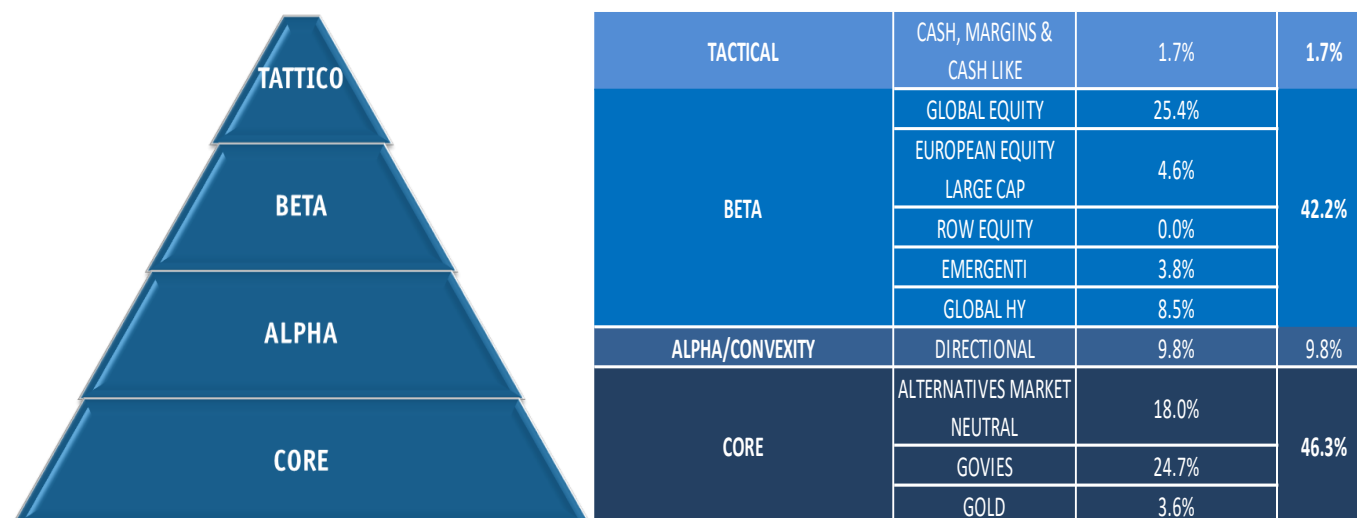 TATTICO
BETA
ALPHA
CORE
TACTICAL
CASH, MARGINS &
CASH LIKE
1.7%
1.7%
BETA
GLOBAL EQUITY
25.4%
EUROPEAN EQUITY
LARGE CAP
4.6%
ROW EQUITY
0.0%
EMERGENTI
3.8%
GLOBAL HY
8.5%
42.2%
ALPHA/CONVEXITY
DIRECTIONAL
9.8%
9.8%
CORE
ALTERNATIVES MARKET
NEUTRAL
18.0%
GOVIES
24.7%
GOLD
3.6%
46.3%